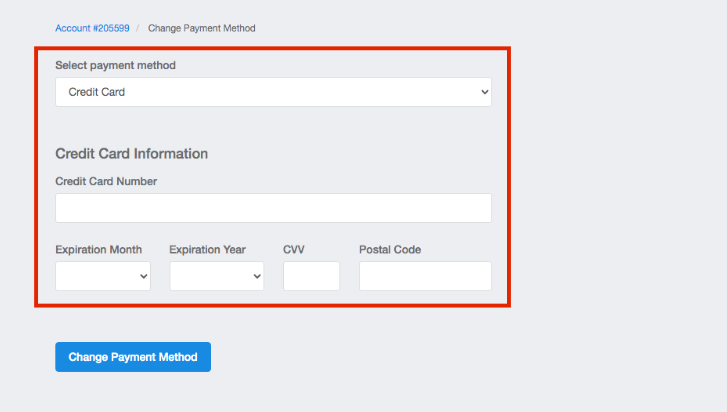 Account #205599 / Change Payment Method
Select payment method
Credit Card
Credit Card Information
Credit Card Number
Expiration Month Expiration Year CVV Postal Code
Change Payment Method